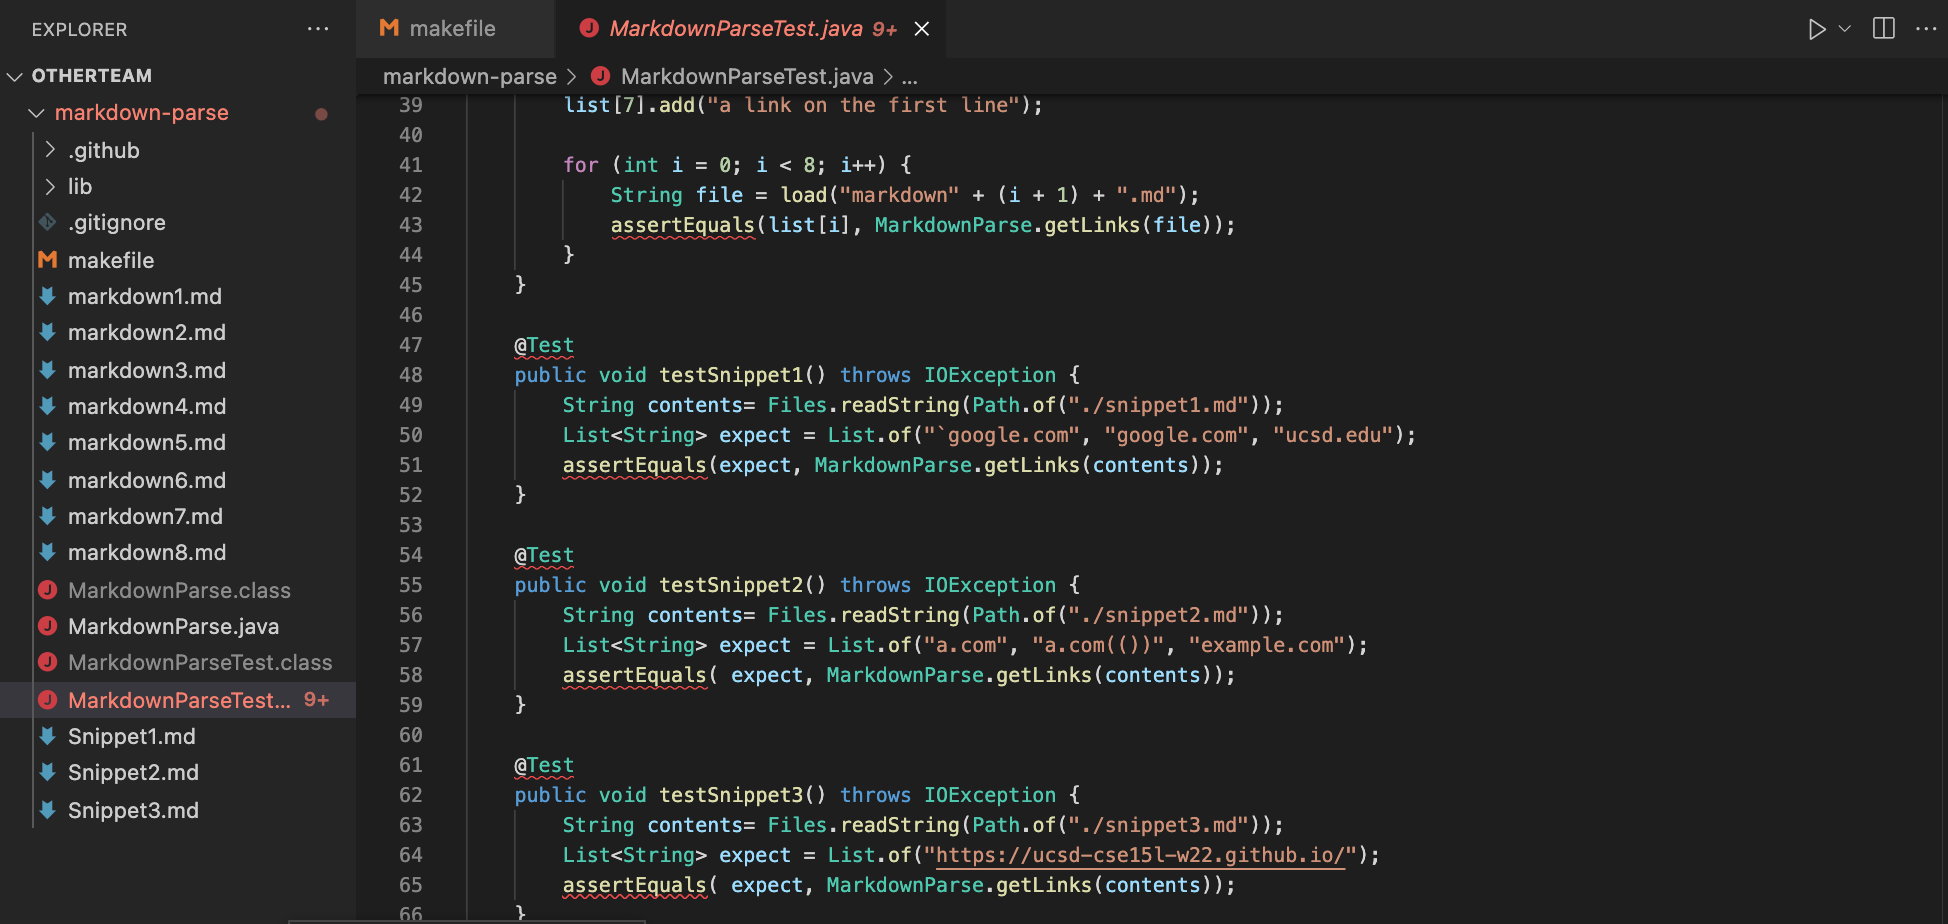 EXPLORER
OTHERTEAM
markdown-parse
.github
lib
.gitignore
makefile
markdown1.md
markdown2.md
markdown3.md
markdown4.md
markdown5.md
markdown6.md
markdown7.md
markdown8.md
MarkdownParse.class
MarkdownParse.java
MarkdownParseTest.class
MarkdownParseTest... 9+
Snippet1.md
Snippet2.md
Snippet3.md
makefile
MarkdownParseTest.java 9+
markdown-parse > MarkdownParseTest.java > ...
39 list[7].add("a link on the first line");
40
41 for (int i = 0; i < 8; i++) {
42 String file = load("markdown" + (i + 1) + ".md");
43 assertEquals(list[i], MarkdownParse.getLinks(file));
44 }
45 }
46
47 @Test
48 public void testSnippet1() throws IOException {
49 String contents= Files.readString(Path.of("./snippet1.md"));
50 List<String> expect = List.of("`google.com", "google.com", "ucsd.edu");
51 assertEquals(expect, MarkdownParse.getLinks(contents));
52 }
53
54 @Test
55 public void testSnippet2() throws IOException {
56 String contents= Files.readString(Path.of("./snippet2.md"));
57 List<String> expect = List.of("a.com", "a.com(())", "example.com");
58 assertEquals( expect, MarkdownParse.getLinks(contents));
59 }
60
61 @Test
62 public void testSnippet3() throws IOException {
63 String contents= Files.readString(Path.of("./snippet3.md"));
64 List<String> expect = List.of("https://ucsd-cse15l-w22.github.io/");
65 assertEquals( expect, MarkdownParse.getLinks(contents));
66 }